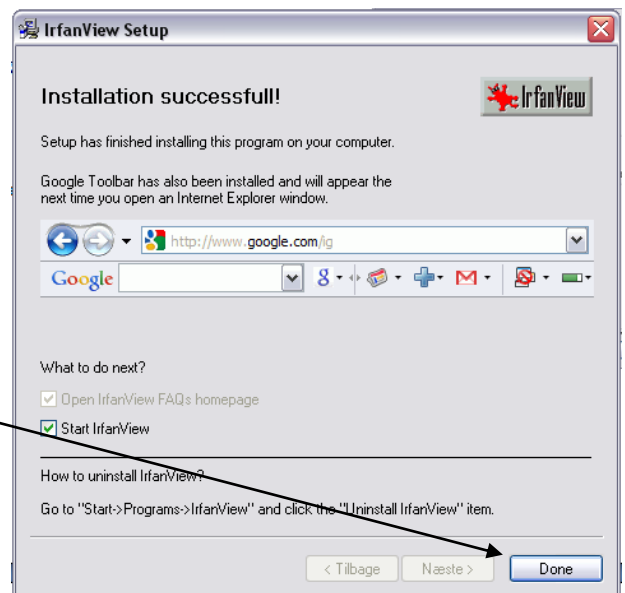 IrfanView Setup
Installation successfull!
IrfanView
Setup has finished installing this program on your computer.
Google Toolbar has also been installed and will appear the
next time you open an Internet Explorer window.
http://www.google.com/ig
Google
8
What to do next?
Open IrfanView FAQs homepage
Start IrfanView
How to uninstall IrfanView?
Go to "Start->Programs->IrfanView" and click the "Uninstall IrfanView" item.
< Tilbage
Næste >
Done